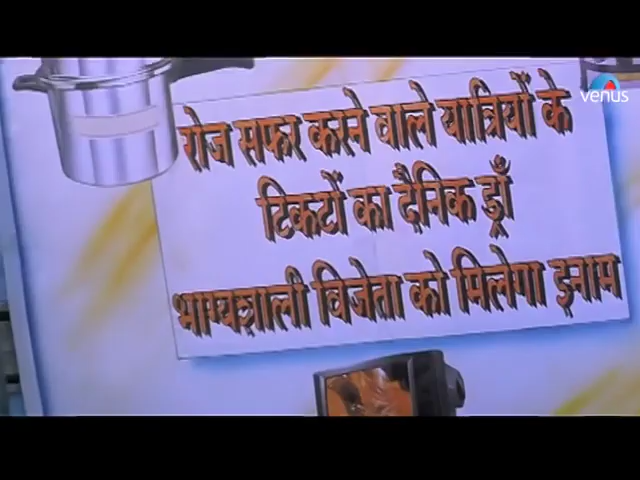 venus
रोज सफर करने वाले यात्रियों के
टिकटों का दैनिक ड्रॉं
भाग्यशाली विजेता को मिलेगा इनाम